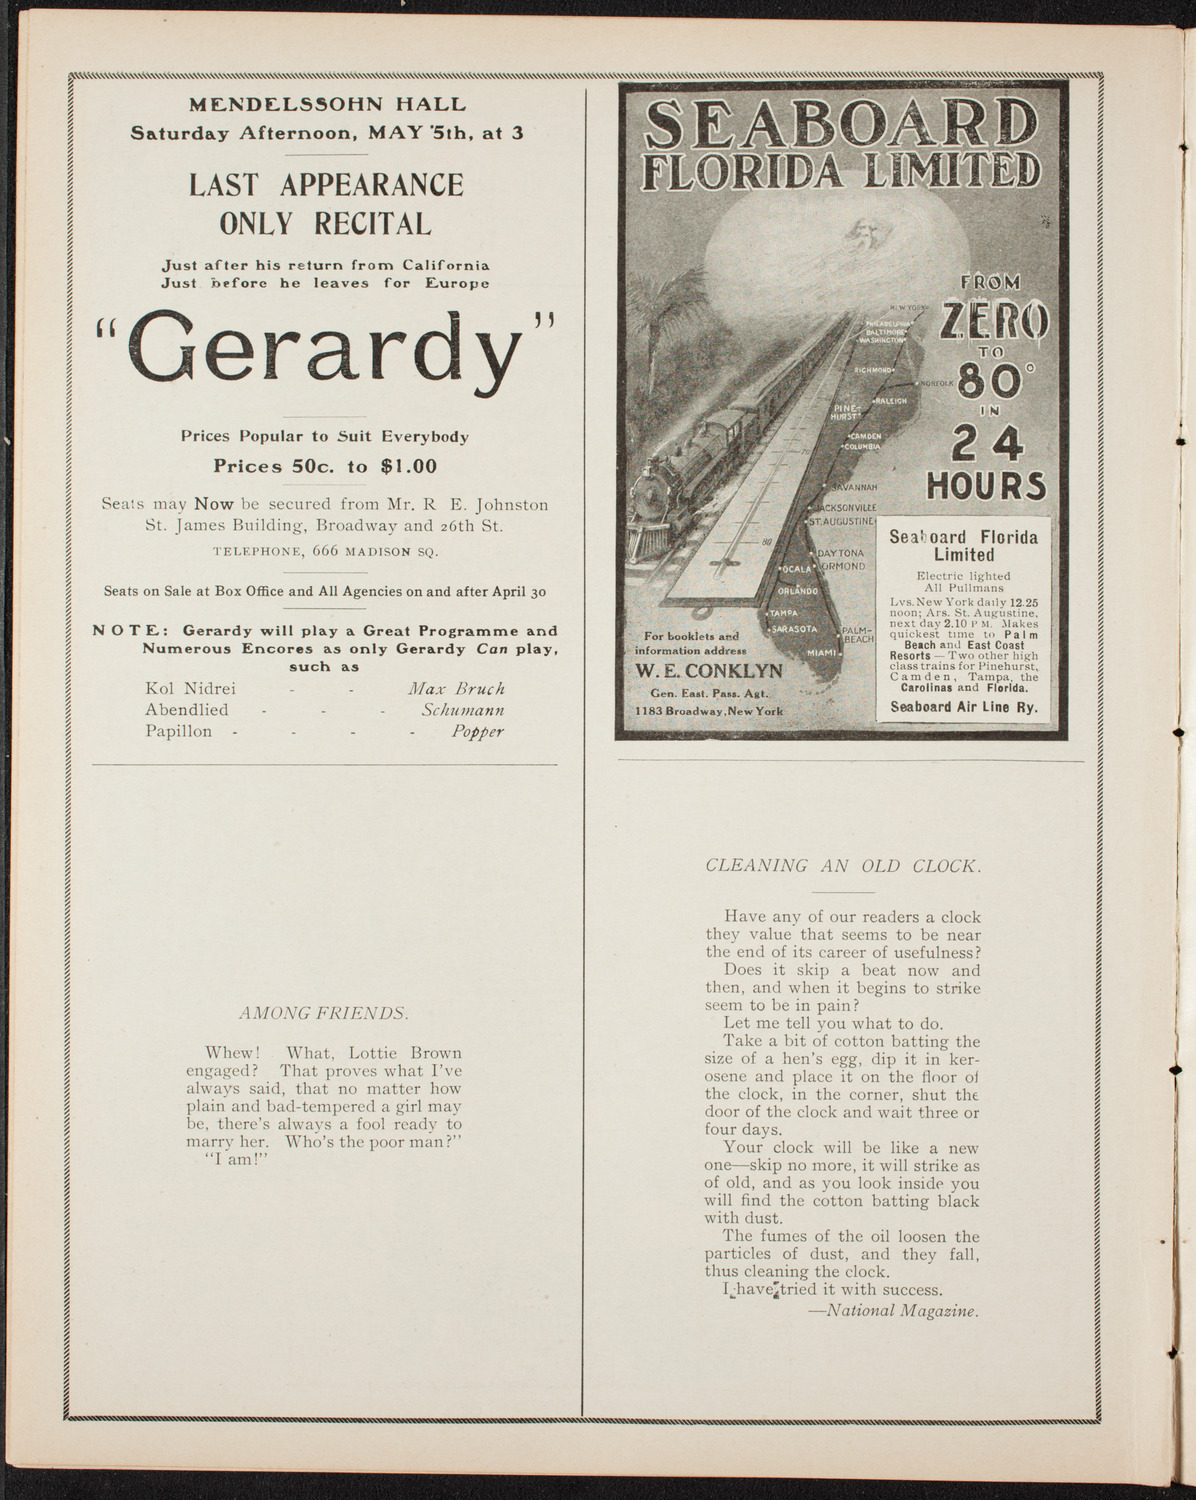 MENDELSSOHN HALL
Saturday Afternoon, MAY 5th, at 3
LAST APPEARANCE
ONLY RECITAL
Just after his return from California
Just before he leaves for Europe
"Gerardy"
Prices Popular to Suit Everybody
Prices 50c. to $1.00
Seats may Now be secured from Mr. R E. Johnston
St. James Building, Broadway and 26th St.
TELEPHONE, 666 MADISON SQ.
Seats on Sale at Box Office and All Agencies on and after April 30
NOTE: Gerardy will play a Great Programme and
Numerous Encores as only Gerardy Can play,
such as
Kol Nidrei - - Max Bruch
Abendlied - - - Schumann
Papillon - - - - Popper
AMONG FRIENDS.
Whew! What, Lottie Brown
engaged? That proves what I've
always said, that no matter how
plain and bad-tempered a girl may
be, there's always a fool ready to
marry her. Who's the poor man?"
"I am!"
SEABOARD
FLORIDA LIMITED
FROM
ZERO
TO
80°
IN
24
HOURS
NEW YORK
PHILADELPHIA
BALTIMORE
WASHINGTON
RICHMOND
NORFOLK
RALEIGH
PINE-
HURST
CAMDEN
COLUMBIA
70
SAVANNAH
JACKSONVILLE
ST. AUGUSTINE
80
DAYTONA
OCALA
ORMOND
ORLANDO
TAMPA
SARASOTA
PALM-
BEACH
MIAMI
For booklets and
information address
W. E. CONKLYN
Gen. East. Pass. Agt.
1183 Broadway, New York
Seaboard Florida
Limited
Electric lighted
All Pullmans
Lvs. New York daily 12.25
noon; Ars. St. Augustine,
next day 2.10 P M. Makes
quickest time to Palm
Beach and East Coast
Resorts — Two other high
class trains for Pinehurst,
Camden, Tampa, the
Carolinas and Florida.
Seaboard Air Line Ry.
CLEANING AN OLD CLOCK.
Have any of our readers a clock
they value that seems to be near
the end of its career of usefulness?
Does it skip a beat now and
then, and when it begins to strike
seem to be in pain?
Let me tell you what to do.
Take a bit of cotton batting the
size of a hen's egg, dip it in ker-
osene and place it on the floor of
the clock, in the corner, shut the
door of the clock and wait three or
four days.
Your clock will be like a new
one—skip no more, it will strike as
of old, and as you look inside you
will find the cotton batting black
with dust.
The fumes of the oil loosen the
particles of dust, and they fall,
thus cleaning the clock.
I have tried it with success.
—National Magazine.